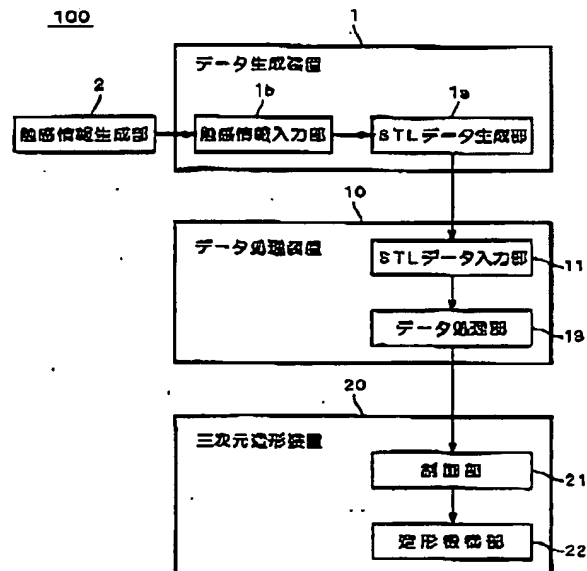 100
1
データ生成装置
2
1b
1a
触感情報生成部
触感情報入力部
STLデータ生成部
10
データ処理装置
STLデータ入力部
11
データ処理部
13
20
三次元造形装置
制御部
21
造形機構部
22